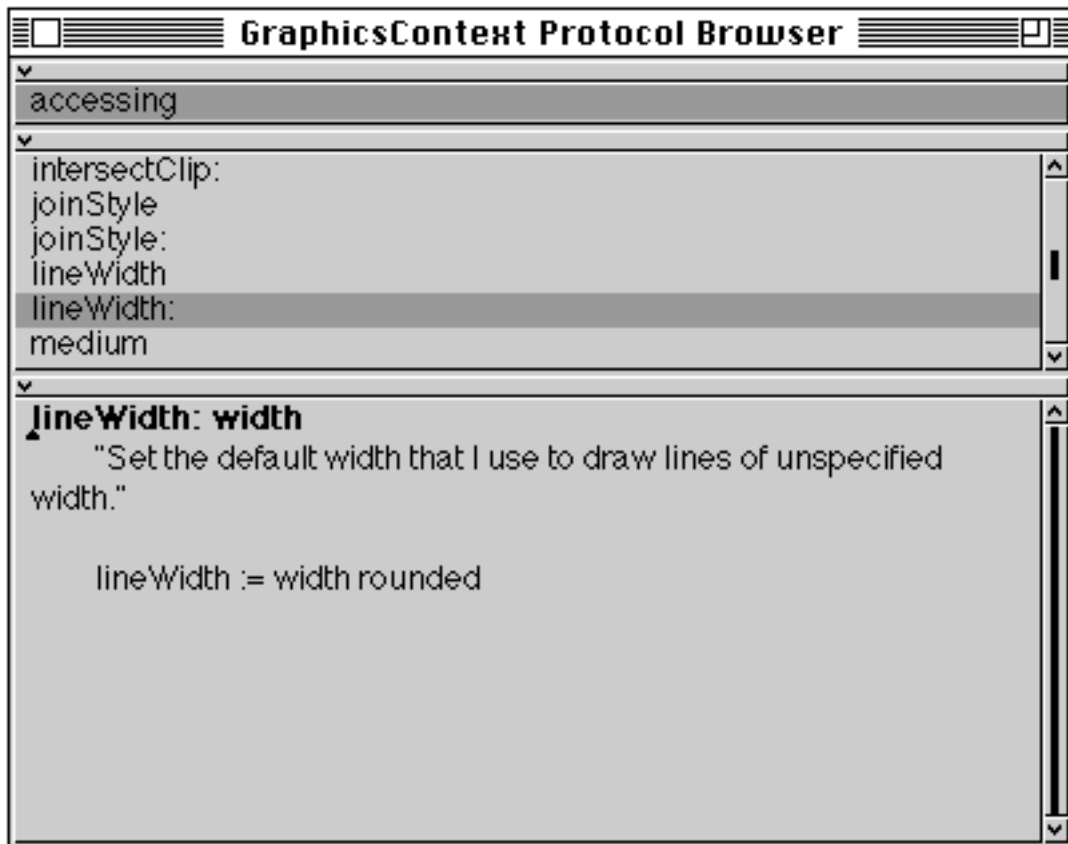 GraphicsContext Protocol Browser
accessing
intersectClip:
joinStyle
joinStyle:
lineWidth
lineWidth:
medium
lineWidth: width
"Set the default width that I use to draw lines of unspecified
width."
lineWidth := width rounded